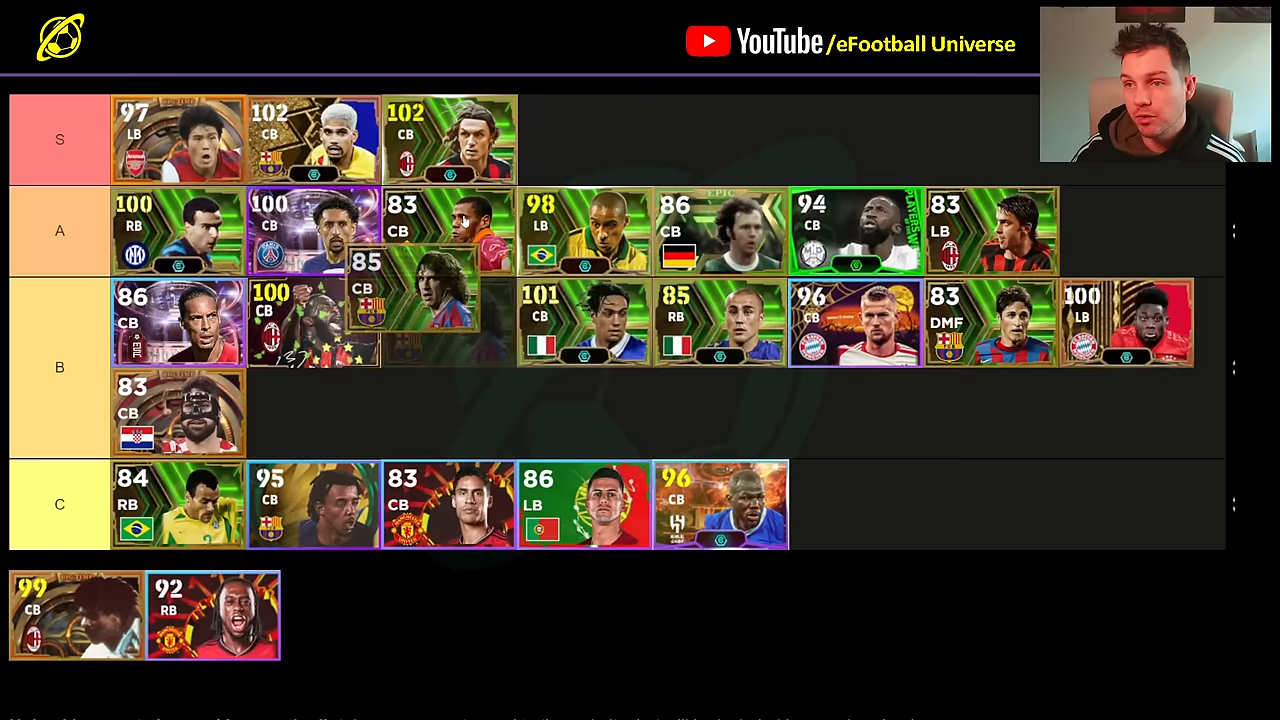 YouTube /eFootball Universe
S
97
LB
102
CB
102
CB
A
100
RB
100
CB
83
CB
98
LB
EPIC
86
CB
94
CB
83
LB
85
CB
B
86
CB
100
CB
101
CB
85
RB
96
CB
83
DMF
100
LB
83
CB
C
84
RB
95
CB
83
CB
86
LB
96
CB
99
CB
92
RB